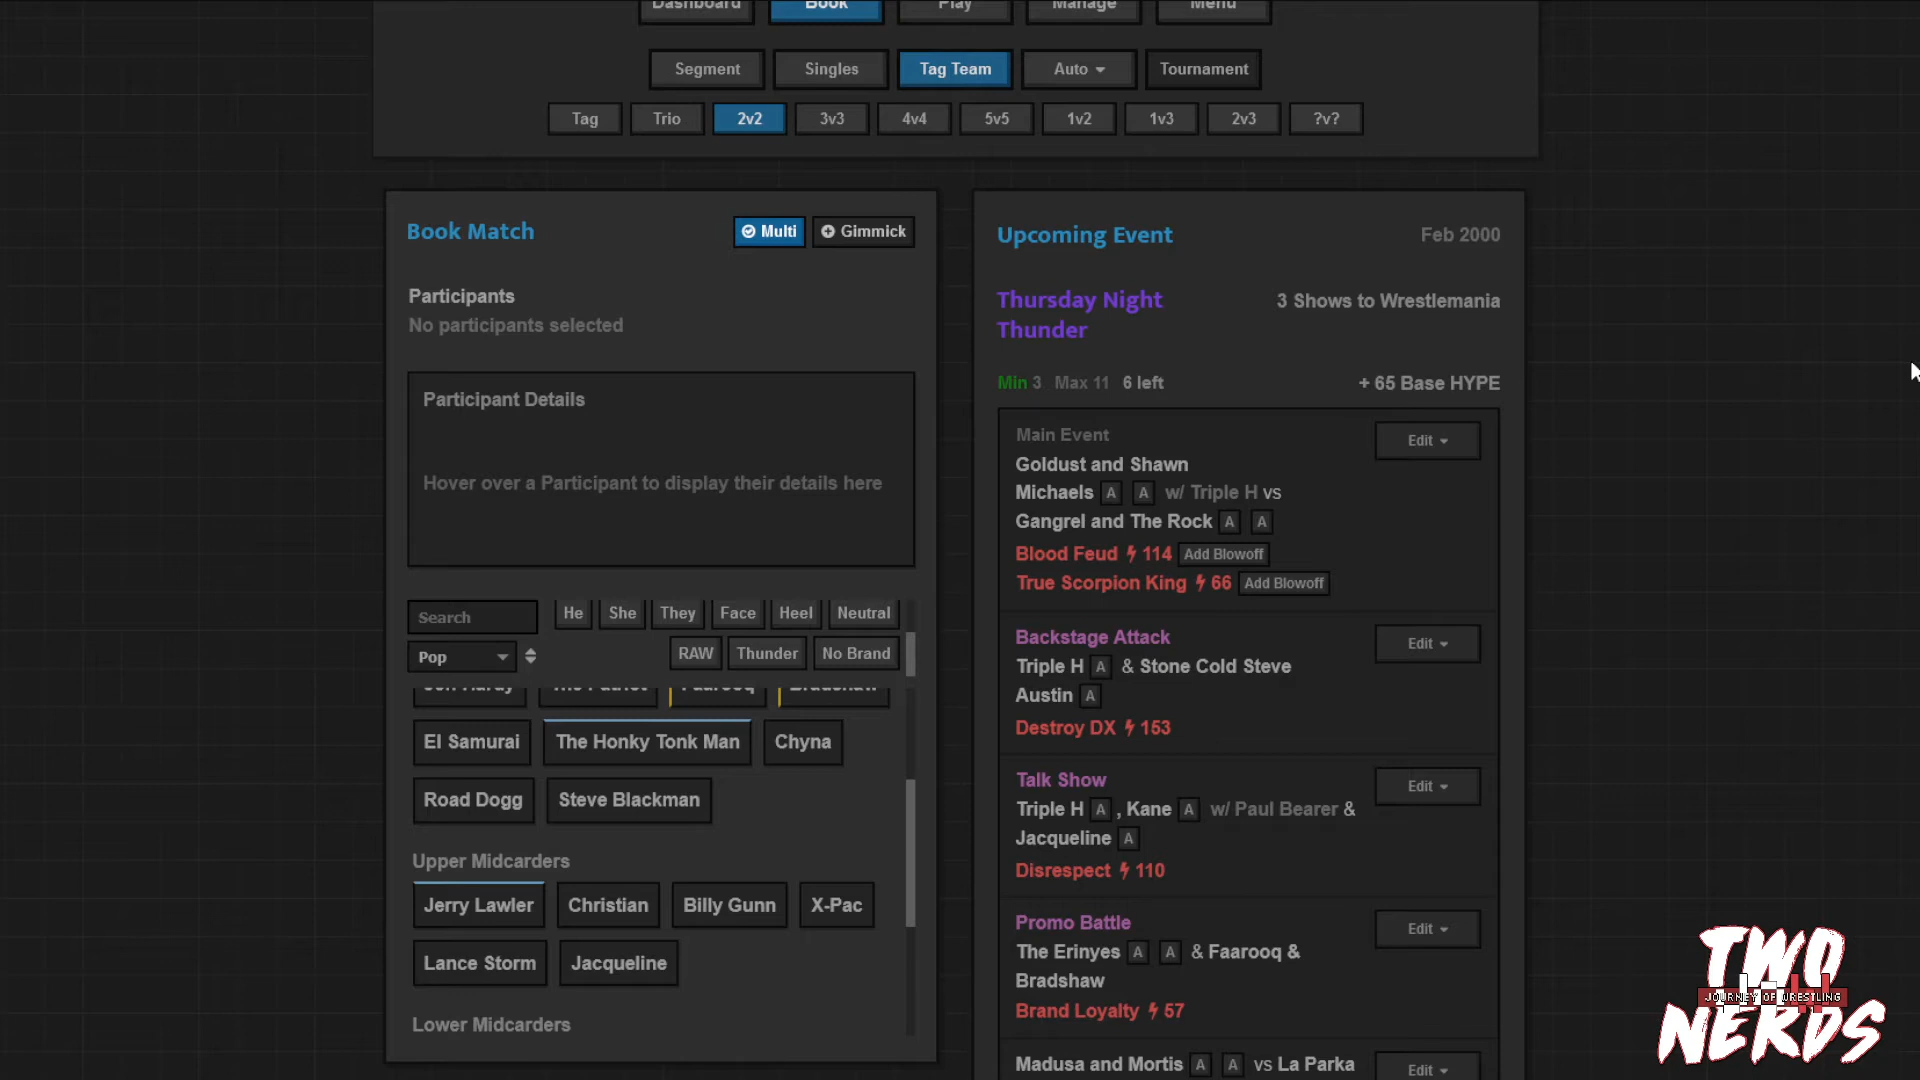 Dashboard Book Play Manage Menu
Segment Singles Tag Team Auto Tournament
Tag Trio 2v2 3v3 4v4 5v5 1v2 1v3 2v3 ?v?
Book Match Multi Gimmick
Participants
No participants selected
Participant Details
Hover over a Participant to display their details here
Search He She They Face Heel Neutral
Pop RAW Thunder No Brand
Faarooq Bradshaw
El Samurai The Honky Tonk Man Chyna
Road Dogg Steve Blackman
Upper Midcarders
Jerry Lawler Christian Billy Gunn X-Pac
Lance Storm Jacqueline
Lower Midcarders
Upcoming Event Feb 2000
Thursday Night
Thunder
3 Shows to Wrestlemania
Min 3 Max 11 6 left + 65 Base HYPE
Main Event Edit
Goldust and Shawn
Michaels A A w/ Triple H vs
Gangrel and The Rock A A
Blood Feud 114 Add Blowoff
True Scorpion King 66 Add Blowoff
Backstage Attack Edit
Triple H A & Stone Cold Steve
Austin A
Destroy DX 153
Talk Show Edit
Triple H A , Kane A w/ Paul Bearer &
Jacqueline A
Disrespect 110
Promo Battle Edit
The Erinyes A A & Faarooq &
Bradshaw
Brand Loyalty 57
Madusa and Mortis A A vs La Parka Edit
TWO
JOURNEY OF WRESTLING
NERDS